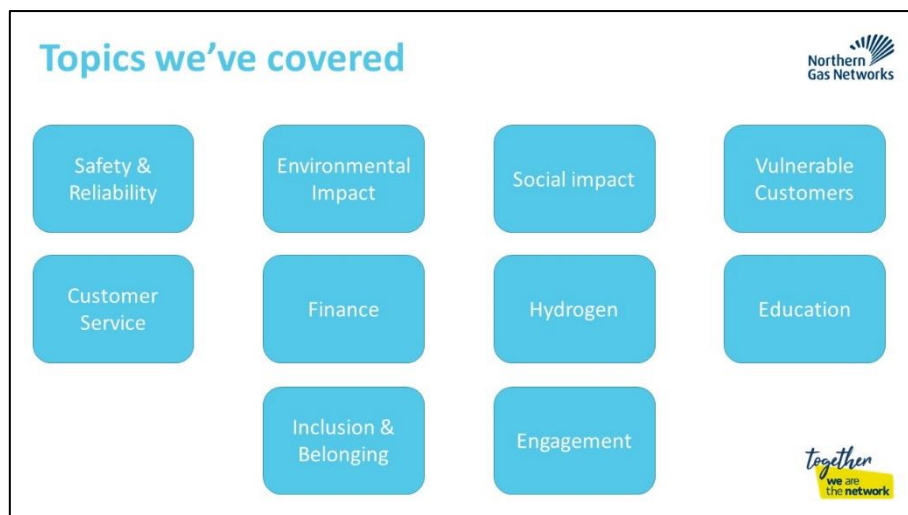 Topics we’ve covered
Northern
Gas Networks
Safety &
Reliability
Environmental
Impact
Social impact
Vulnerable
Customers
Customer
Service
Finance
Hydrogen
Education
Inclusion &
Belonging
Engagement
together
we are
the network